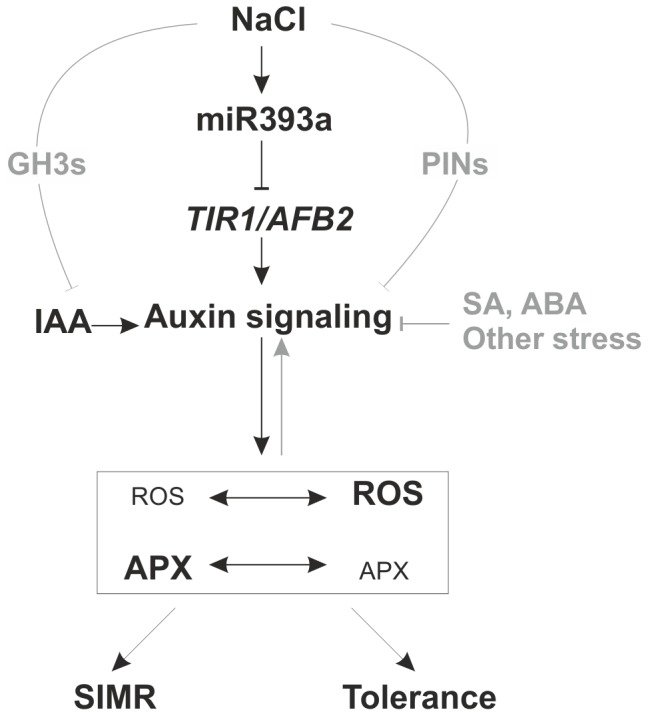 NaCl
miR393a
GH3s
PINs
TIR1/AFB2
IAA
Auxin signaling
SA, ABA
Other stress
ROS
ROS
APX
APX
SIMR
Tolerance